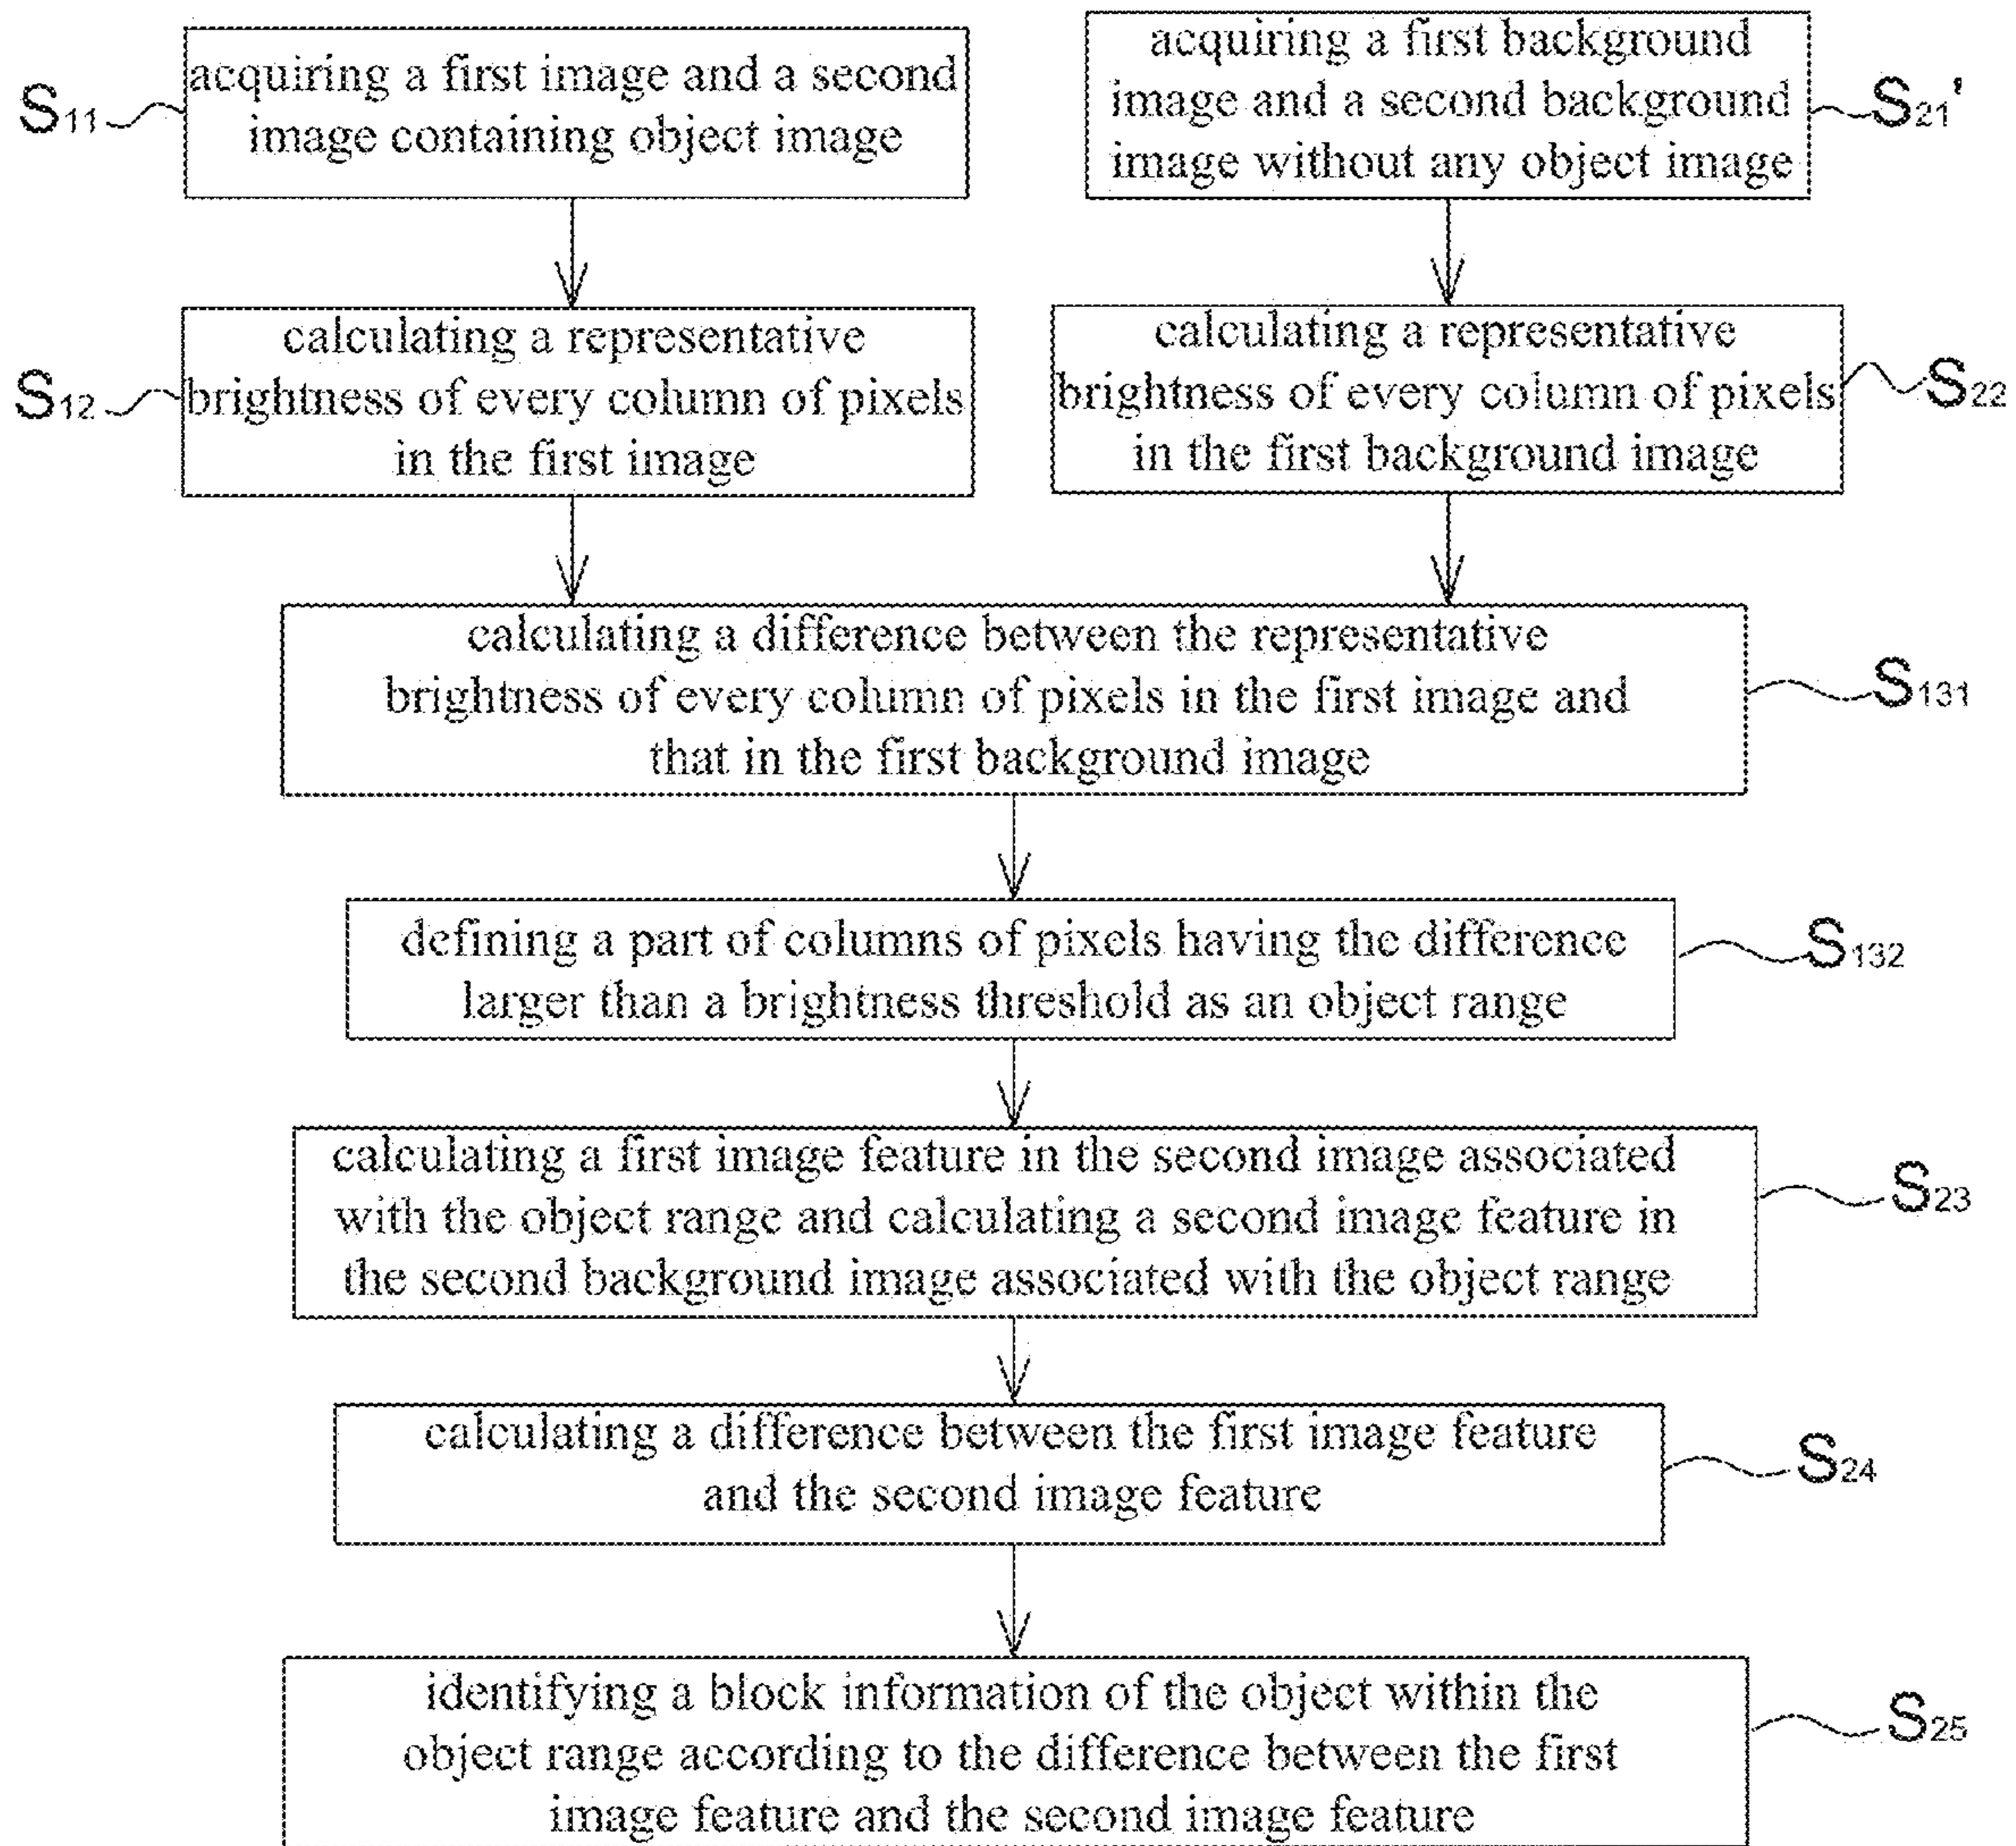 S11
acquiring a first image and a second
image containing object image
acquiring a first background
image and a second background
image without any object image
S21'
S12
calculating a representative
brightness of every column of pixels
in the first image
calculating a representative
brightness of every column of pixels
in the first background image
S22
calculating a difference between the representative
brightness of every column of pixels in the first image and
that in the first background image
S131
defining a part of columns of pixels having the difference
larger than a brightness threshold as an object range
S132
calculating a first image feature in the second image associated
with the object range and calculating a second image feature in
the second background image associated with the object range
S23
calculating a difference between the first image feature
and the second image feature
S24
identifying a block information of the object within the
object range according to the difference between the first
image feature and the second image feature
S25